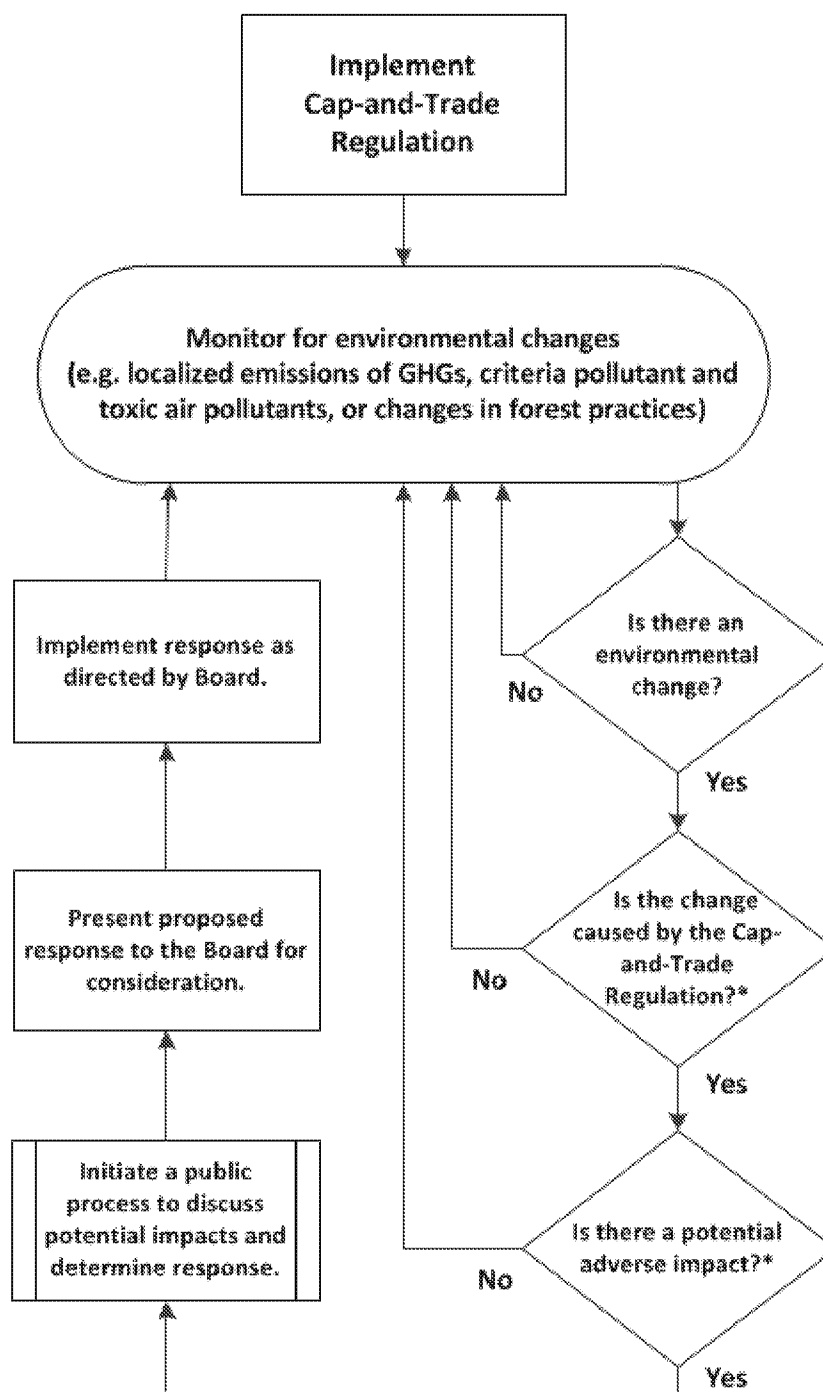 Implement
Cap-and-Trade
Regulation
Monitor for environmental changes
(e.g. localized emissions of GHGs, criteria pollutant and
toxic air pollutants, or changes in forest practices)
Is there an
environmental
change?
No
Yes
Is the change
caused by the Cap-
and-Trade
Regulation?*
No
Yes
Is there a potential
adverse impact?*
No
Yes
Initiate a public
process to discuss
potential impacts and
determine response.
Present proposed
response to the Board for
consideration.
Implement response as
directed by Board.